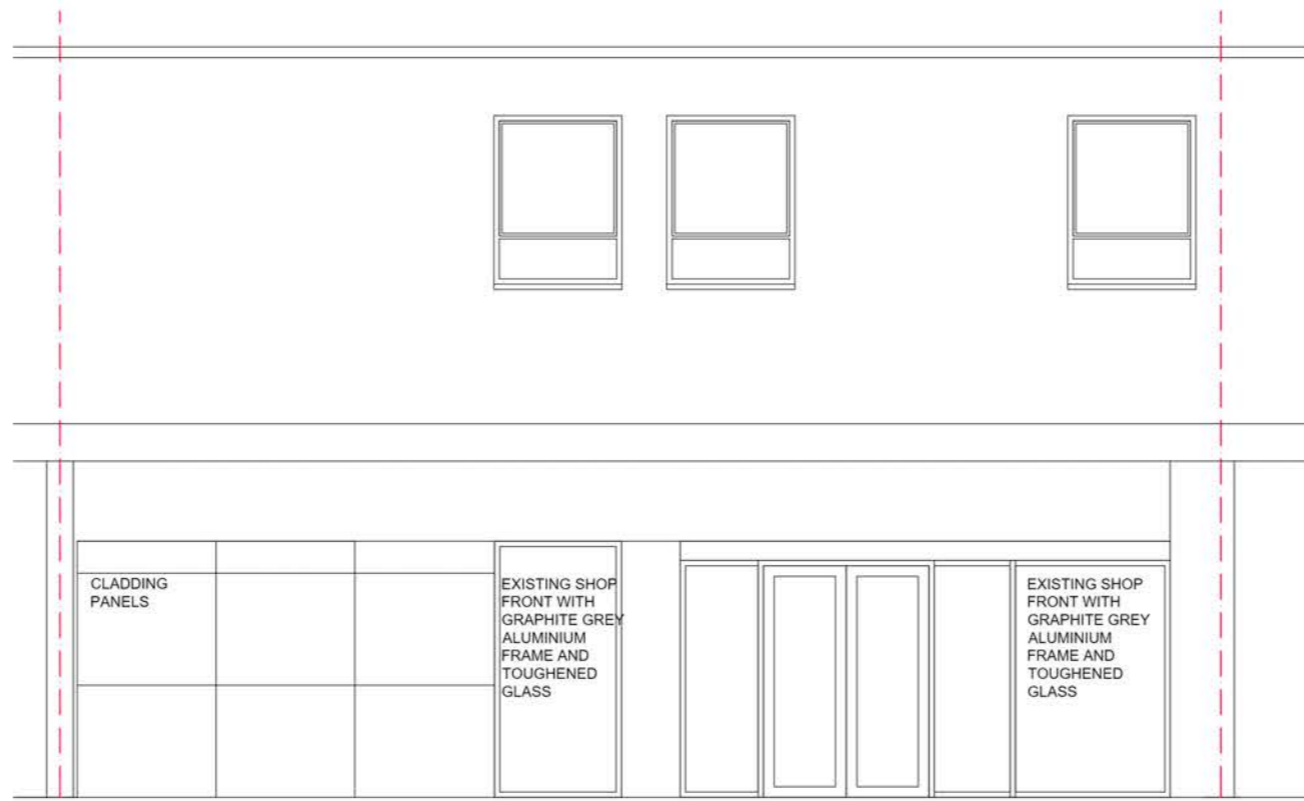 CLADDING
PANELS
EXISTING SHOP
FRONT WITH
GRAPHITE GREY
ALUMINIUM
FRAME AND
TOUGHENED
GLASS
EXISTING SHOP
FRONT WITH
GRAPHITE GREY
ALUMINIUM
FRAME AND
TOUGHENED
GLASS